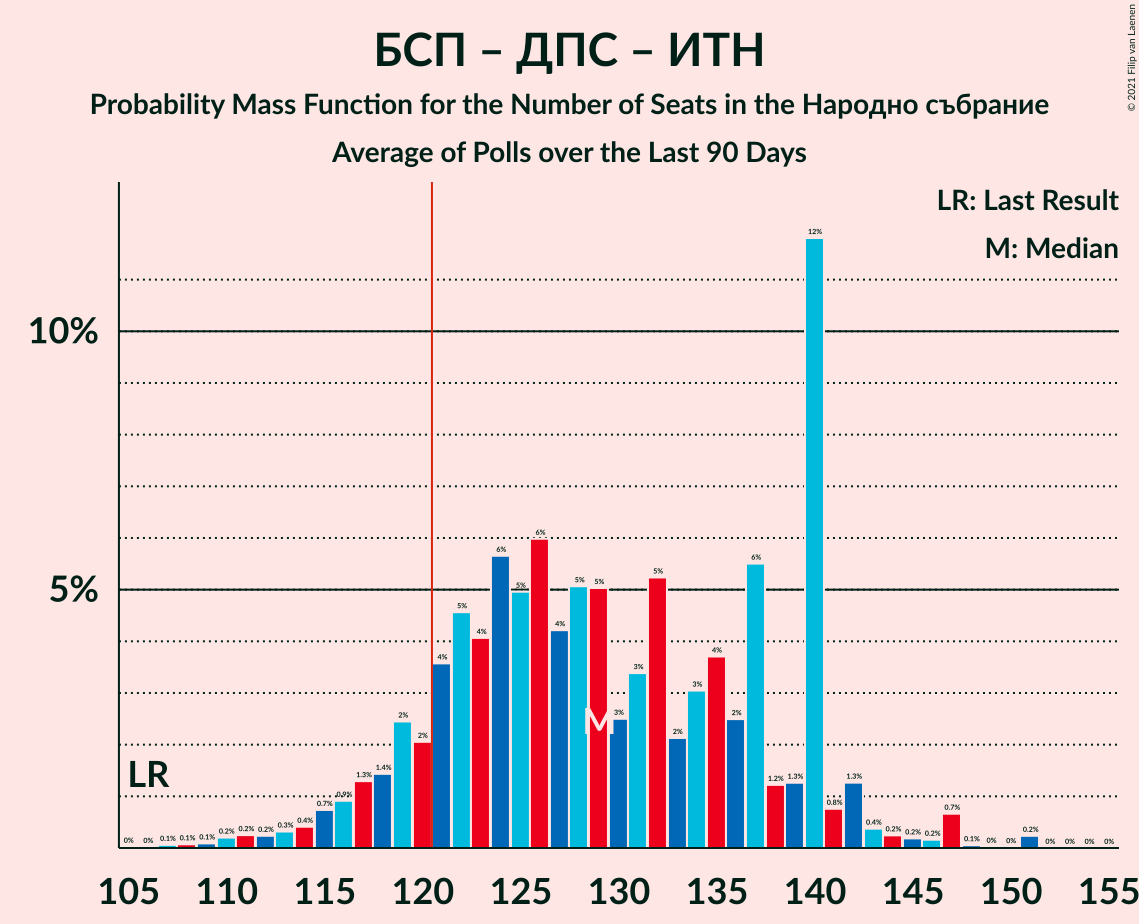 БСП – ДПС – ИТН
Probability Mass Function for the Number of Seats in the Народно събрание
Average of Polls over the Last 90 Days
© 2021 Filip van Laenen
LR: Last Result
M: Median
10%
5%
LR
M
0% 0% 0.1% 0.1% 0.1% 0.2% 0.2% 0.2% 0.3% 0.4% 0.7% 0.9% 1.3% 1.4% 2% 2% 4% 5% 4% 6% 5% 6% 4% 5% 5% 3% 3% 5% 2% 3% 4% 2% 6% 1.2% 1.3% 12% 0.8% 1.3% 0.4% 0.2% 0.2% 0.2% 0.7% 0.1% 0% 0% 0.2% 0% 0% 0% 0%
105 110 115 120 125 130 135 140 145 150 155